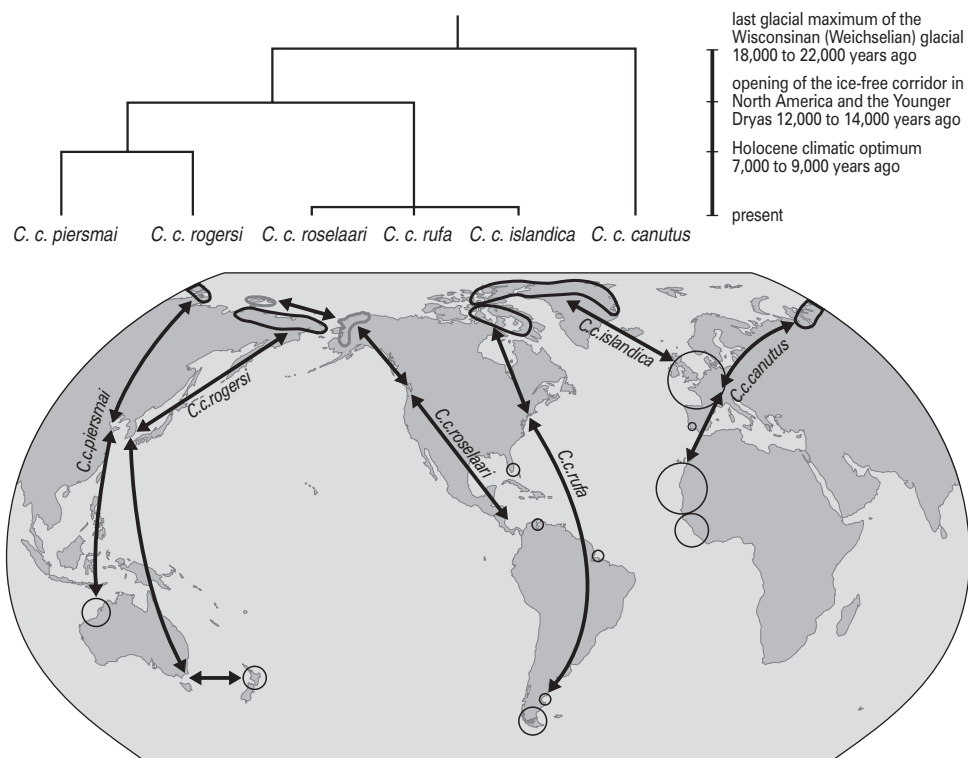 last glacial maximum of the
Wisconsinan (Weichselian) glacial
18,000 to 22,000 years ago
opening of the ice-free corridor in
North America and the Younger
Dryas 12,000 to 14,000 years ago
Holocene climatic optimum
7,000 to 9,000 years ago
present
C. c. piersmai
C. c. rogersi
C. c. roselaari
C. c. rufa
C. c. islandica
C. c. canutus
C.c.piersmai
C.c.rogersi
C.c.roselaari
C.c.rufa
C.c.islandica
C.c.canutus